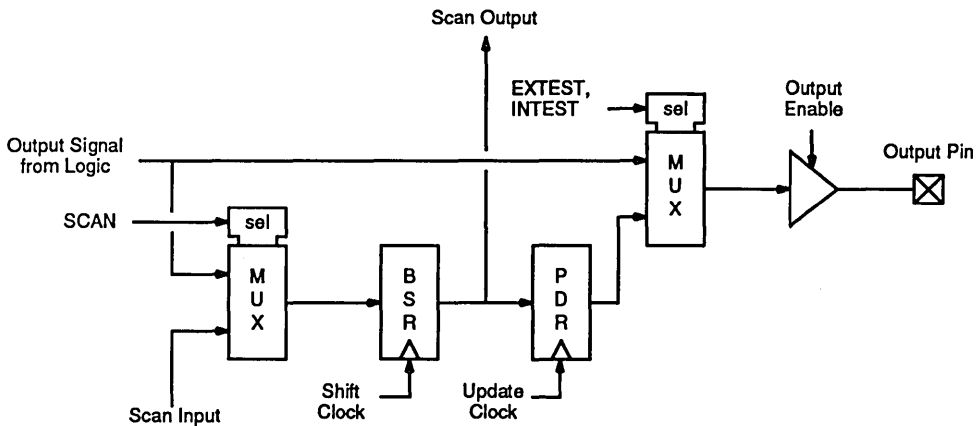 Scan Output
EXTEST,
INTEST
sel
Output
Enable
Output Signal
from Logic
M
U
X
Output Pin
SCAN
sel
M
U
X
B
S
R
P
D
R
Shift
Clock
Update
Clock
Scan Input